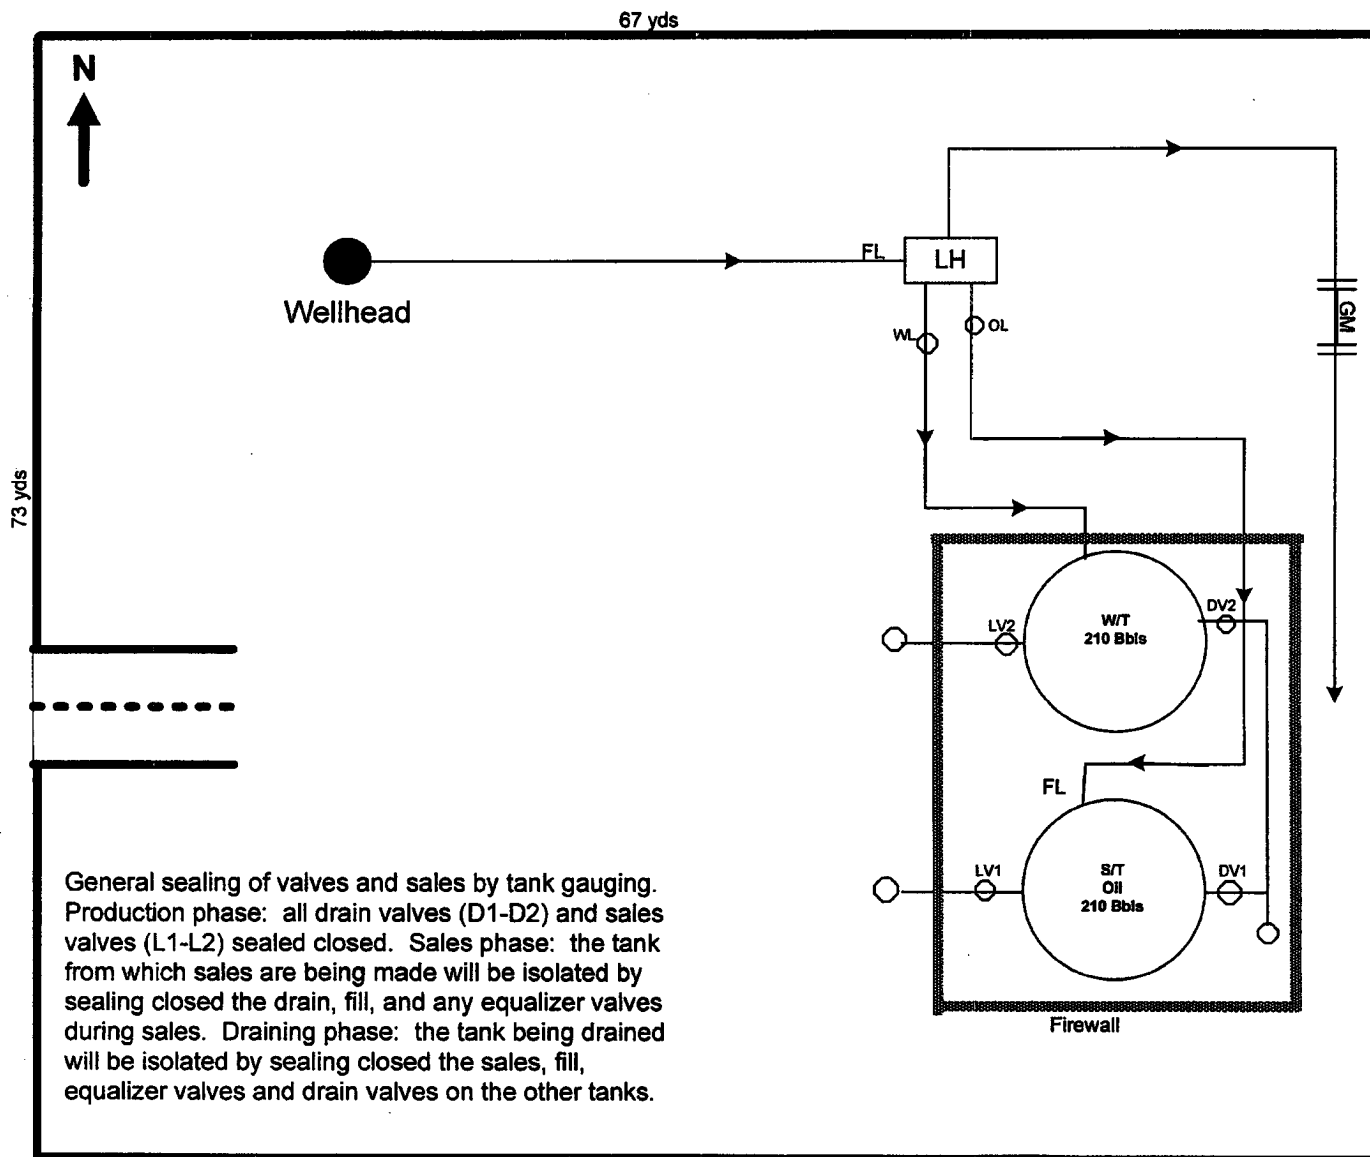 67 yds
N
FL
LH
GM
Wellhead
WL
OL
73 yds
W/T
210 Bbls
LV2
DV2
FL
S/T
Oil
210 Bbls
LV1
DV1
Firewall
General sealing of valves and sales by tank gauging.
Production phase: all drain valves (D1-D2) and sales
valves (L1-L2) sealed closed. Sales phase: the tank
from which sales are being made will be isolated by
sealing closed the drain, fill, and any equalizer valves
during sales. Draining phase: the tank being drained
will be isolated by sealing closed the sales, fill,
equalizer valves and drain valves on the other tanks.